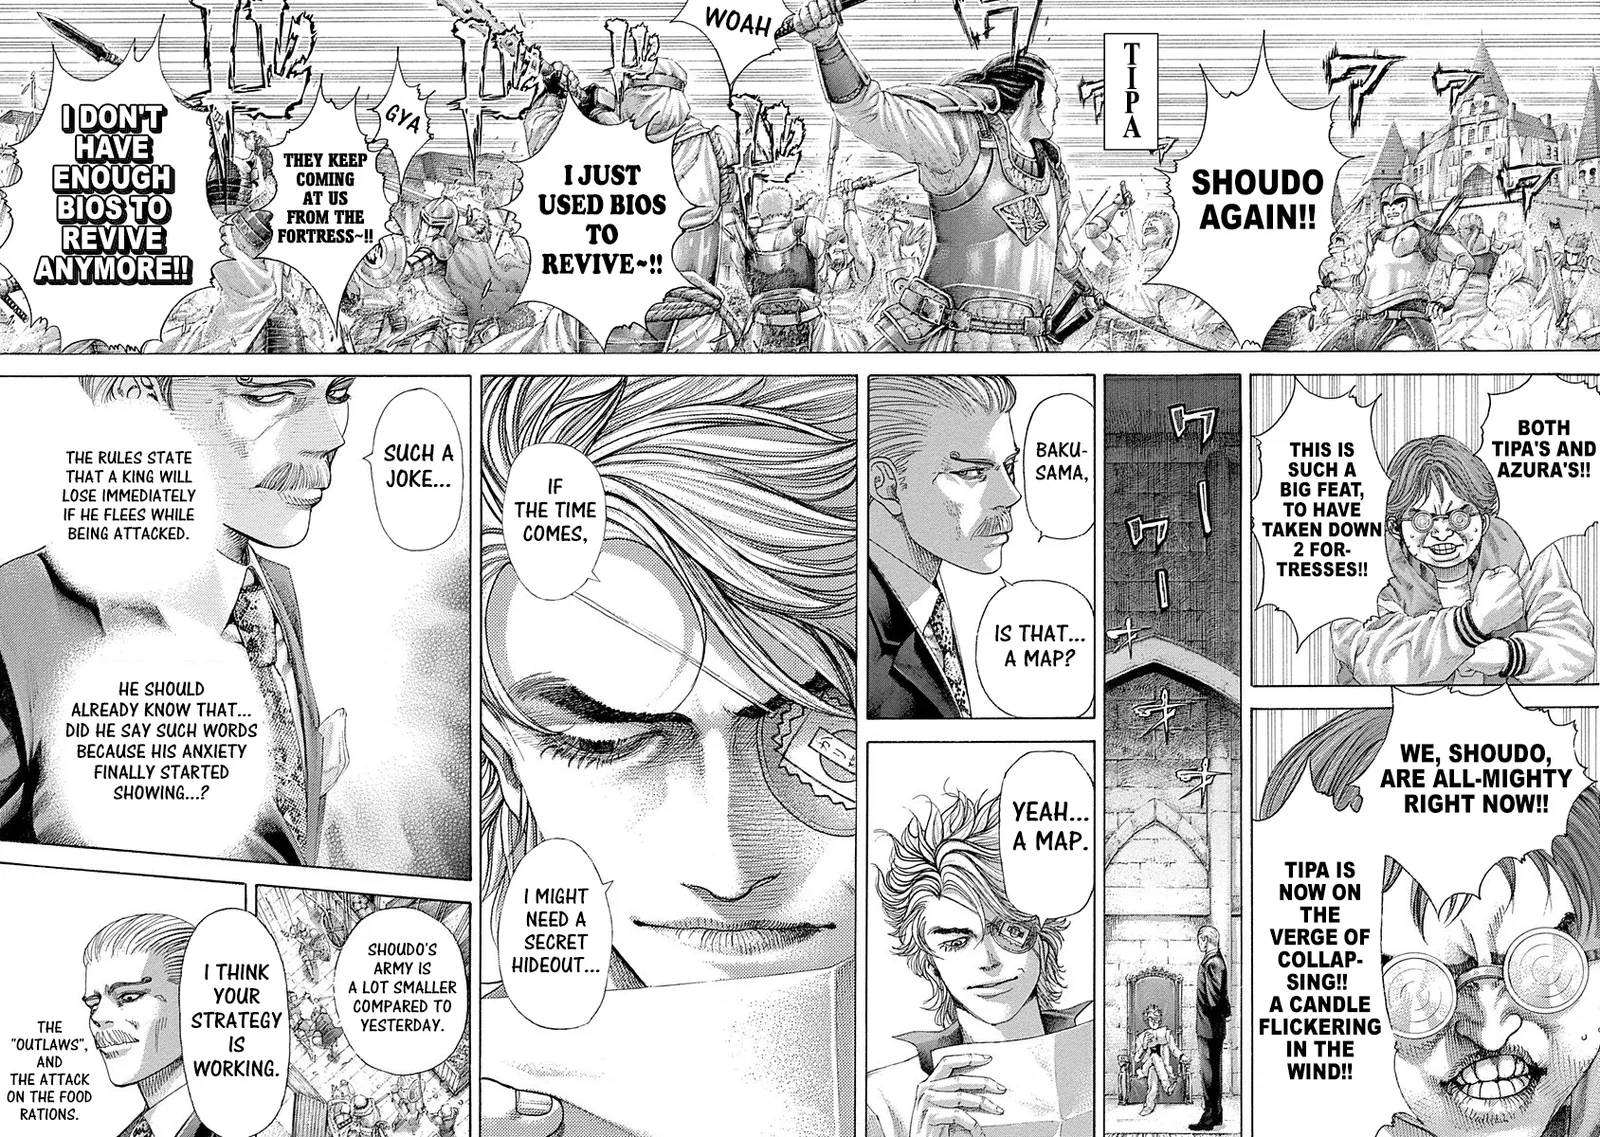 TIPA
SHOUDO
AGAIN!!
WOAH
I JUST
USED BIOS
TO
REVIVE~!!
GYA
THEY KEEP
COMING
AT US
FROM THE
FORTRESS~!!
I DON'T
HAVE
ENOUGH
BIOS TO
REVIVE
ANYMORE!!
BOTH
TIPA'S AND
AZURA'S!!
THIS IS
SUCH A
BIG FEAT,
TO HAVE
TAKEN DOWN
2 FOR-
TRESSES!!
WE, SHOUDO,
ARE ALL-MIGHTY
RIGHT NOW!!
TIPA IS
NOW ON
THE
VERGE OF
COLLAP-
SING!!
A CANDLE
FLICKERING
IN THE
WIND!!
BAKU-
SAMA,
IS THAT...
A MAP?
YEAH...
A MAP.
IF
THE TIME
COMES,
I MIGHT
NEED A
SECRET
HIDEOUT...
SUCH A
JOKE...
THE RULES STATE
THAT A KING WILL
LOSE IMMEDIATELY
IF HE FLEES WHILE
BEING ATTACKED.
HE SHOULD
ALREADY KNOW THAT...
DID HE SAY SUCH WORDS
BECAUSE HIS ANXIETY
FINALLY STARTED
SHOWING...?
SHOUDO'S
ARMY IS
A LOT SMALLER
COMPARED TO
YESTERDAY.
I THINK
YOUR
STRATEGY
IS
WORKING.
THE
"OUTLAWS",
AND
THE ATTACK
ON THE FOOD
RATIONS.